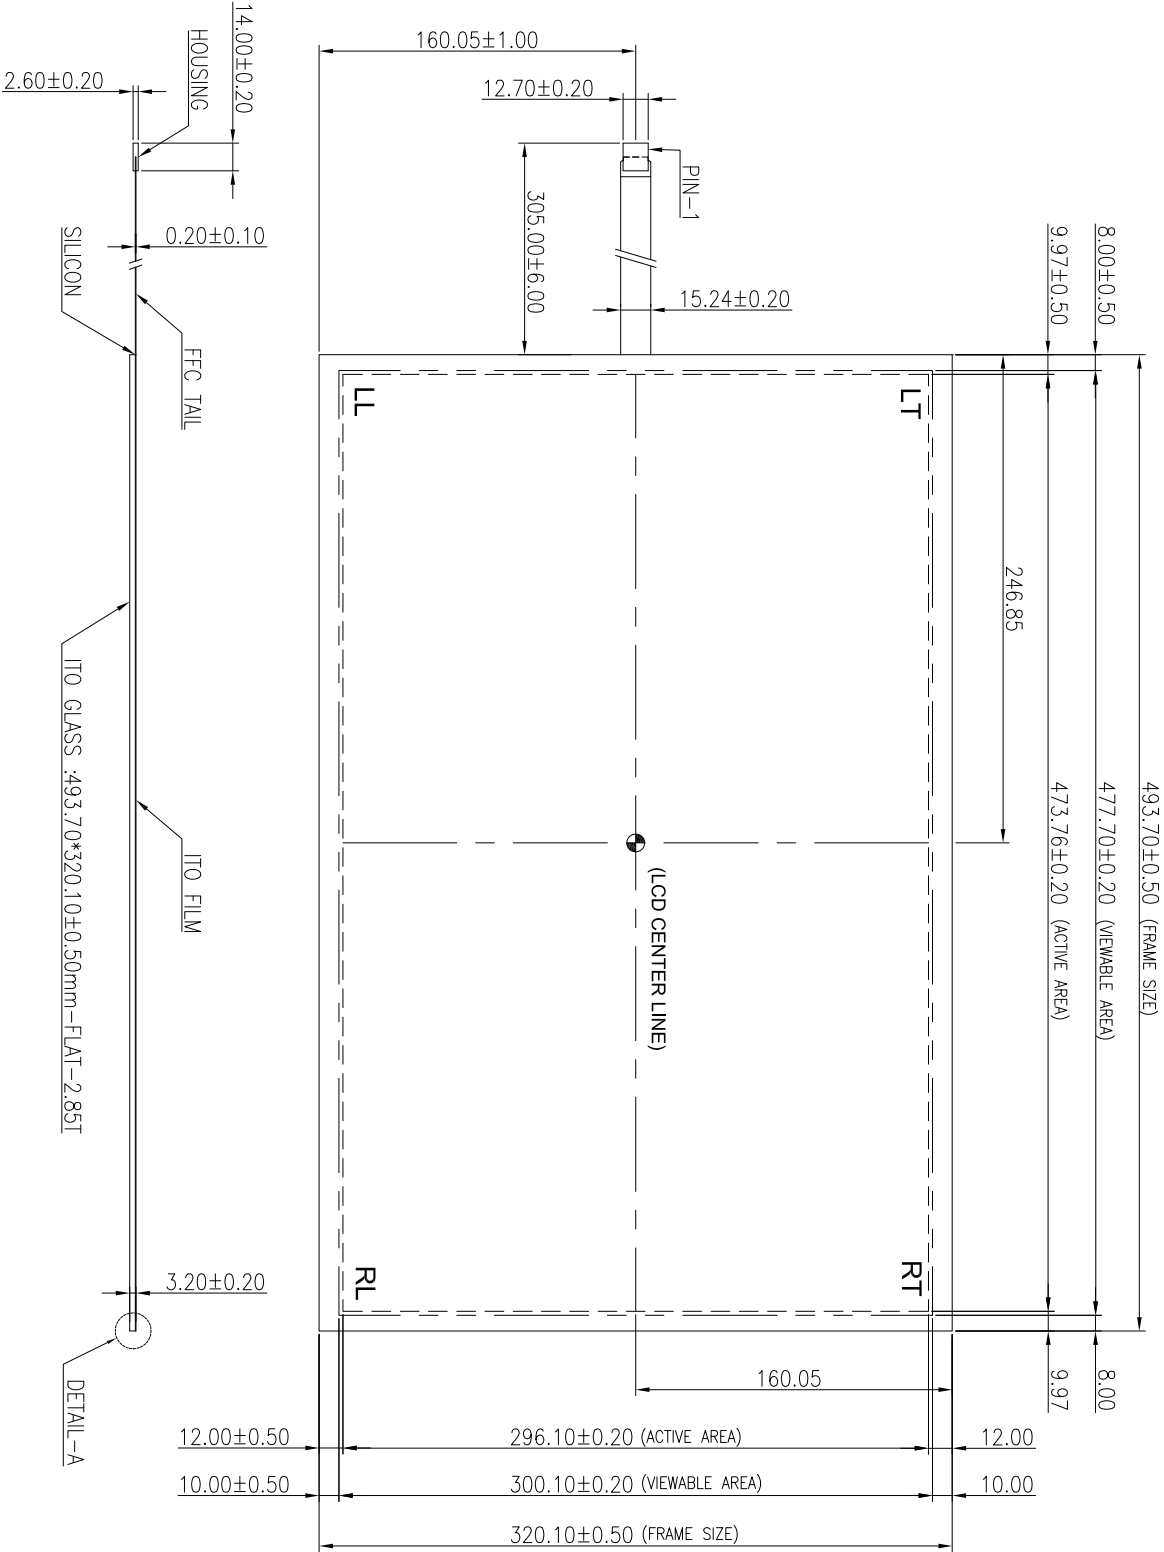 160.05±1.00
14.00±0.20
HOUSING
2.60±0.20
12.70±0.20
PIN-1
305.00±6.00
0.20±0.10
SILICON
15.24±0.20
9.97±0.50
8.00±0.50
FFC TAIL
LL
LT
246.85
493.70±0.50 (FRAME SIZE)
477.70±0.20 (VIEWABLE AREA)
473.76±0.20 (ACTIVE AREA)
(LCD CENTER LINE)
ITO GLASS :493.70*320.10±0.50mm-FLAT-2.85T
ITO FILM
RL
RT
3.20±0.20
DETAIL-A
160.05
9.97
8.00
12.00±0.50
296.10±0.20 (ACTIVE AREA)
12.00
10.00±0.50
300.10±0.20 (VIEWABLE AREA)
10.00
320.10±0.50 (FRAME SIZE)